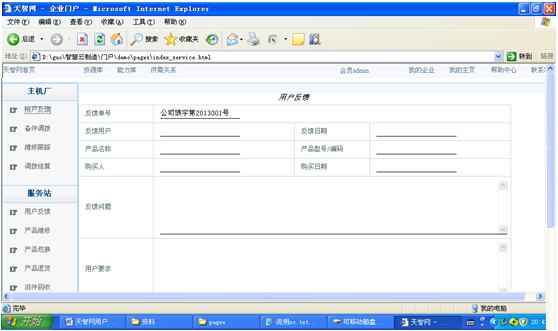 天智网 - 企业门户 - Microsoft Internet Explorer
文件(F) 编辑(E) 查看(V) 收藏(A) 工具(T) 帮助(H)
后退 搜索 收藏夹
地址(D) D:\guo\智慧云制造\门户\demo\pages\index_service.html 转到 链接
天智网首页 资源库 能力库 供需关系 会员admin 我的企业 我的主页 帮助中心 联系
主机厂
用户反馈
备件调拨
维修跟踪
调拨结算
服务站
用户反馈
产品维修
产品包换
产品退货
旧件回收
用户反馈
反馈单号 公司馈字第2013001号
反馈用户 反馈日期
产品名称 产品型号/编码
购买人 购买日期
反馈问题
用户要求
完毕 我的电脑
开始 天智网用户... 资料 pages 说明xc.txt... 可移动磁盘... 天智网 - ...